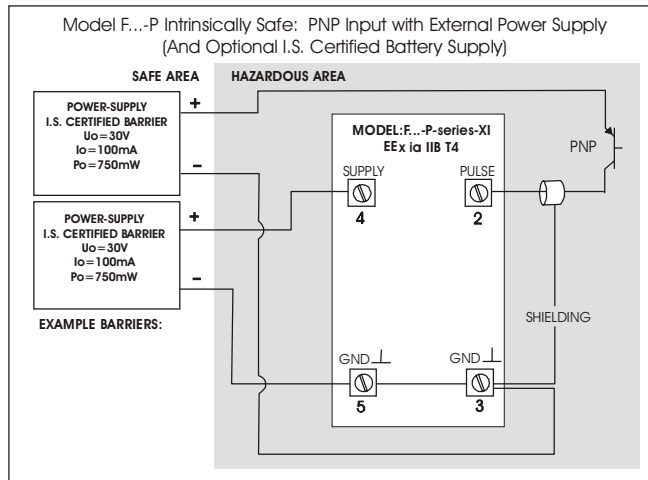 Model F...-P Intrinsically Safe: PNP Input with External Power Supply
(And Optional I.S. Certified Battery Supply)
SAFE AREA
HAZARDOUS AREA
POWER-SUPPLY
I.S. CERTIFIED BARRIER
Uo=30V
Io=100mA
Po=750mW
+
−
POWER-SUPPLY
I.S. CERTIFIED BARRIER
Uo=30V
Io=100mA
Po=750mW
+
−
EXAMPLE BARRIERS:
MODEL:F...-P-series-XI
EEx ia IIB T4
SUPPLY
4
PULSE
2
PNP
SHIELDING
GND
5
GND
3